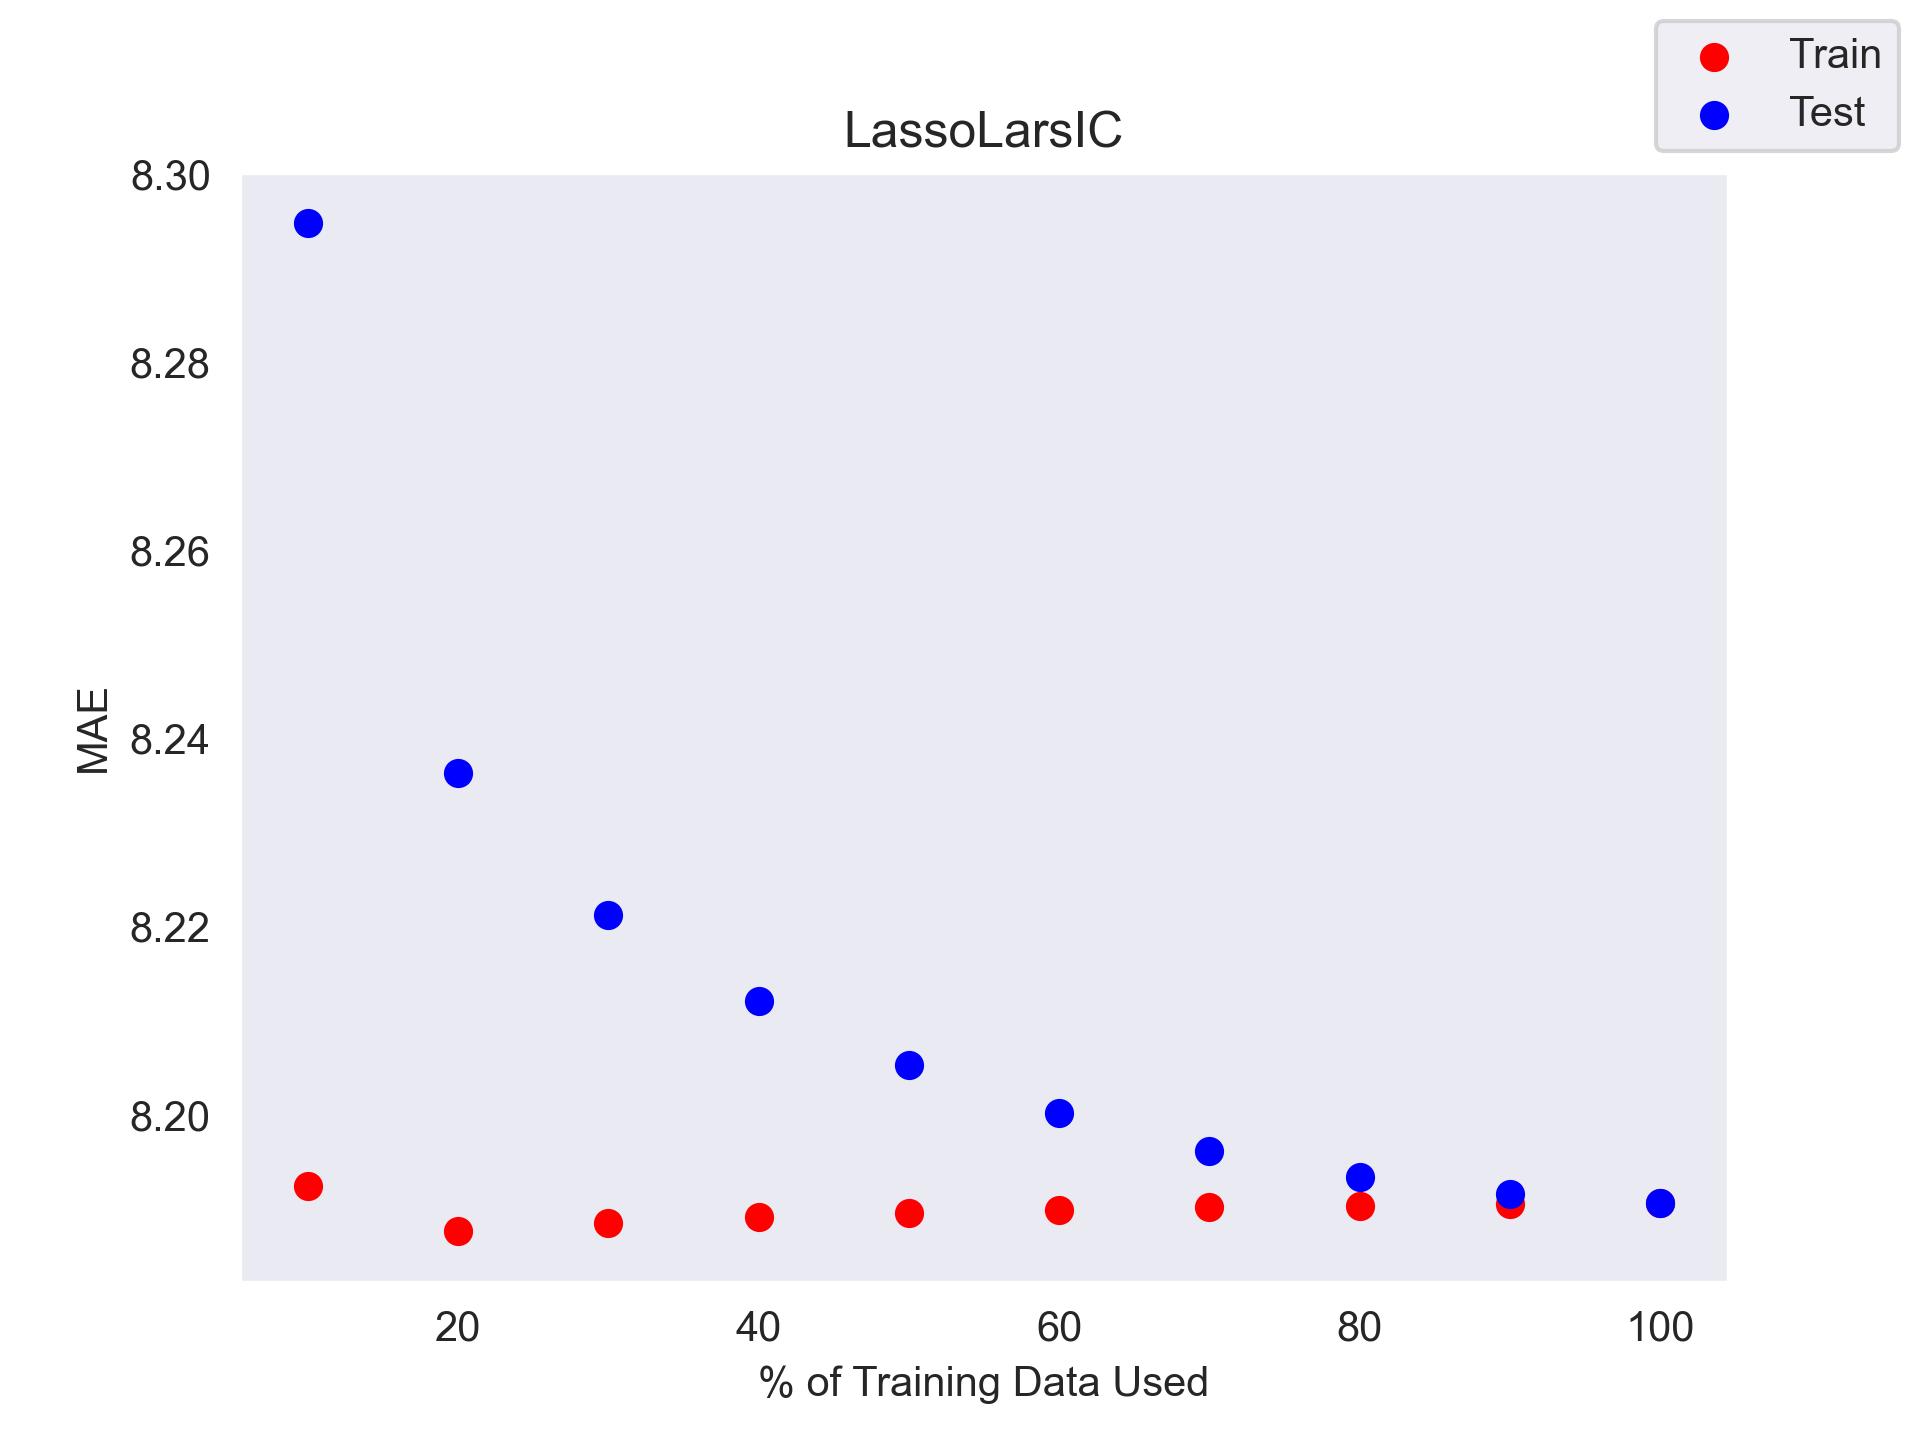 Train
Test
LassoLarsIC
8.30
8.28
8.26
8.24
8.22
8.20
MAE
20 40 60 80 100
% of Training Data Used